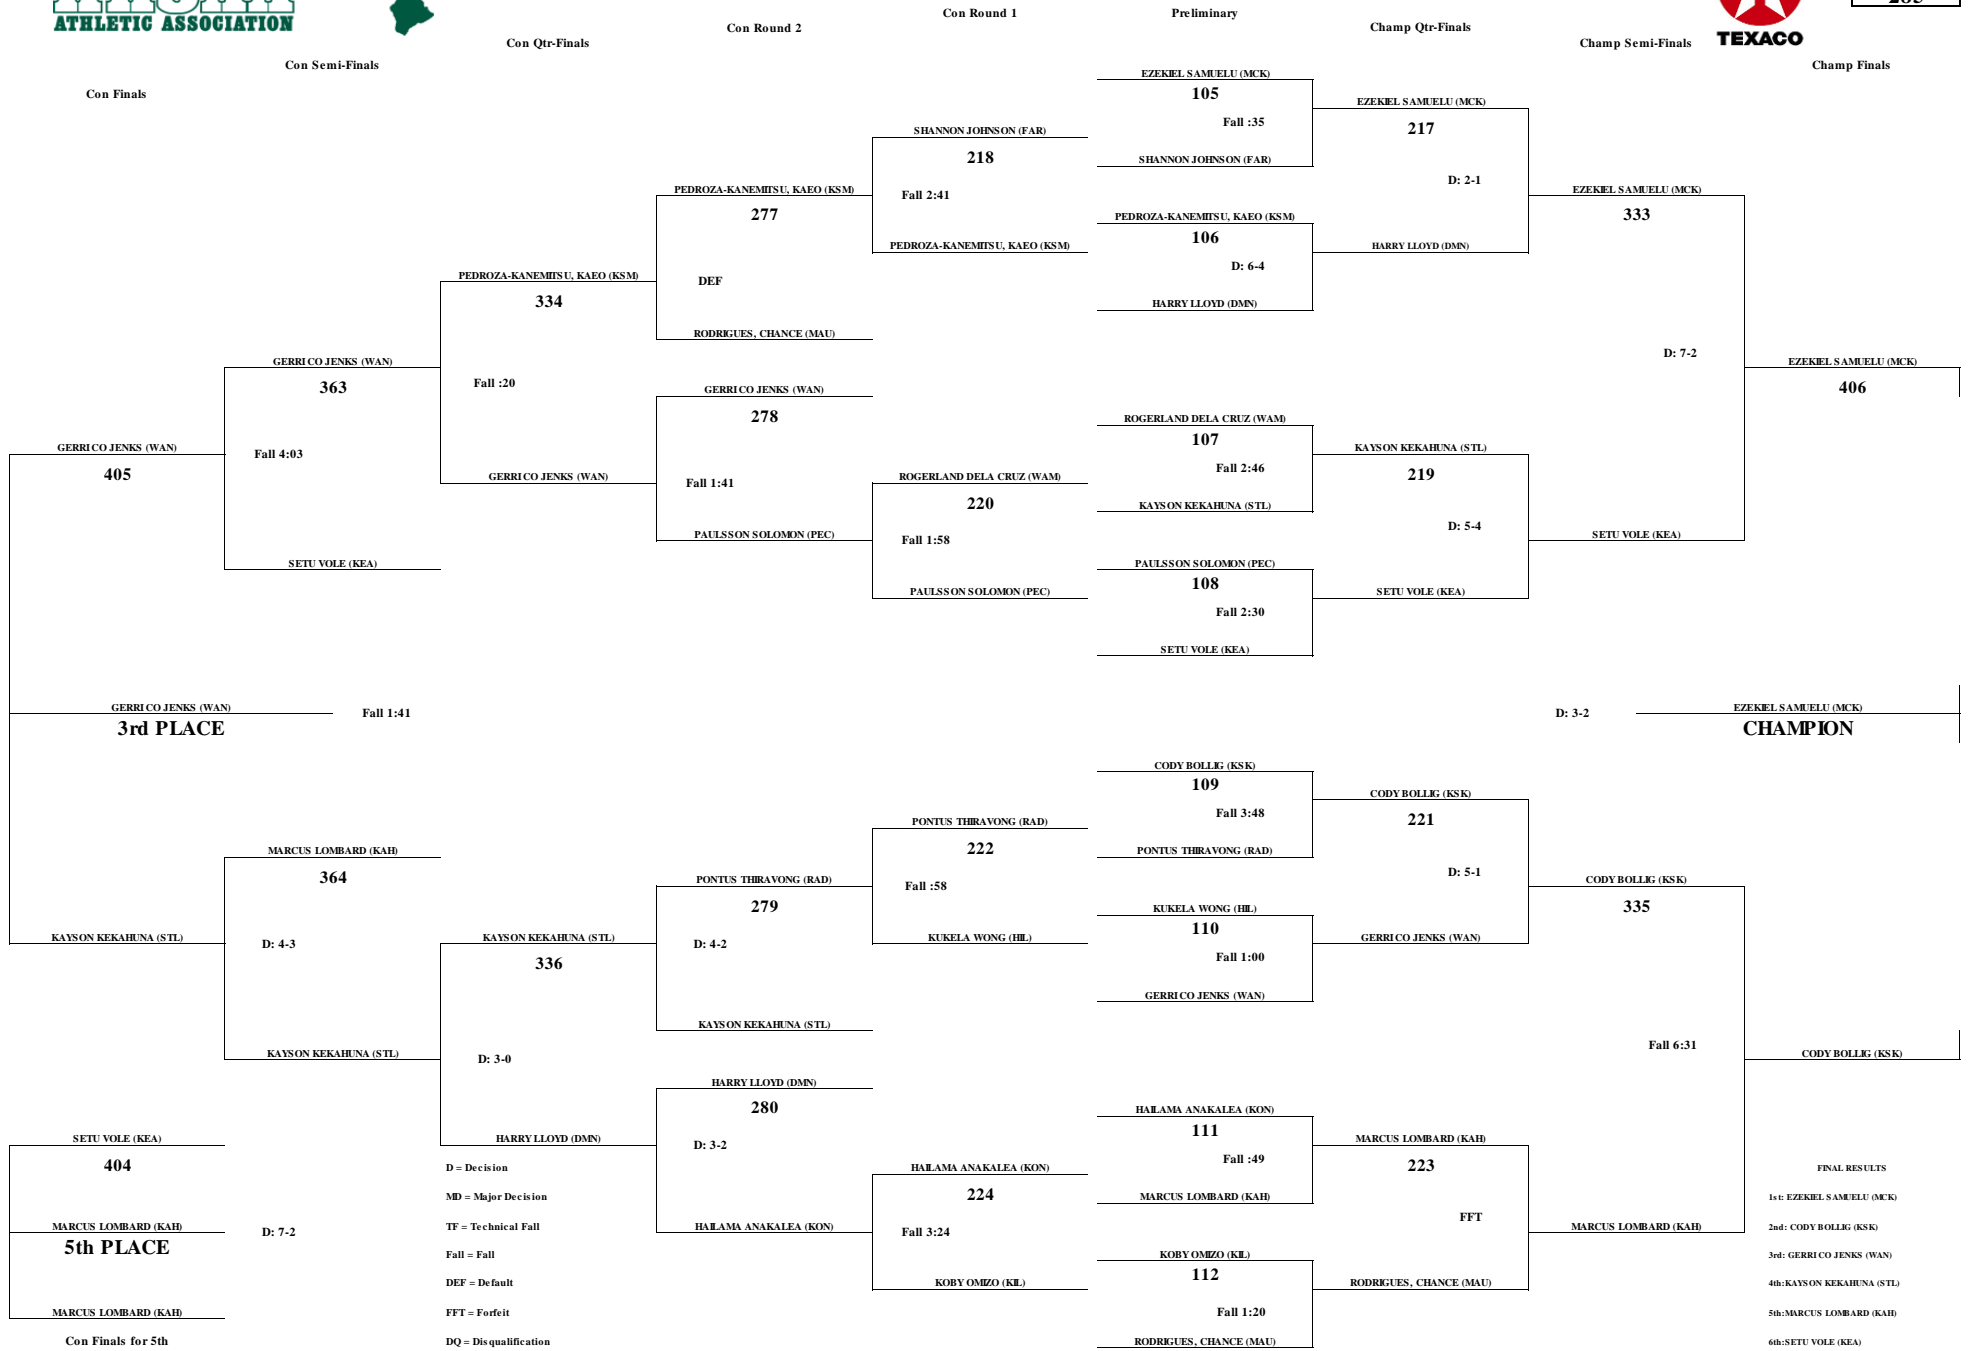 ATHLETIC ASSOCIATION
TEXACO
Con Finals
Con Semi-Finals
Con Qtr-Finals
Con Round 2
Con Round 1
Preliminary
Champ Qtr-Finals
Champ Semi-Finals
Champ Finals
EZEKIEL SAMUELU (MCK)
105
Fall :35
SHANNON JOHNSON (FAR)
PEDROZA-KANEMITSU, KAEO (KSM)
106
D: 6-4
HARRY LLOYD (DMN)
ROGERLAND DELA CRUZ (WAM)
107
Fall 2:46
KAYSON KEKAHUNA (STL)
PAULSSON SOLOMON (PEC)
108
Fall 2:30
SETU VOLE (KEA)
CODY BOLLIG (KSK)
109
Fall 3:48
PONTUS THIRAVONG (RAD)
KUKELA WONG (HIL)
110
Fall 1:00
GERRICO JENKS (WAN)
HAILAMA ANAKALEA (KON)
111
Fall :49
MARCUS LOMBARD (KAH)
KOBY OMIZO (KIL)
112
Fall 1:20
RODRIGUES, CHANCE (MAU)
EZEKIEL SAMUELU (MCK)
217
D: 2-1
HARRY LLOYD (DMN)
KAYSON KEKAHUNA (STL)
219
D: 5-4
SETU VOLE (KEA)
CODY BOLLIG (KSK)
221
D: 5-1
GERRICO JENKS (WAN)
MARCUS LOMBARD (KAH)
223
FFT
RODRIGUES, CHANCE (MAU)
EZEKIEL SAMUELU (MCK)
333
D: 7-2
SETU VOLE (KEA)
CODY BOLLIG (KSK)
335
Fall 6:31
MARCUS LOMBARD (KAH)
EZEKIEL SAMUELU (MCK)
406
D: 3-2
EZEKIEL SAMUELU (MCK)
CHAMPION
CODY BOLLIG (KSK)
SHANNON JOHNSON (FAR)
218
Fall 2:41
PEDROZA-KANEMITSU, KAEO (KSM)
ROGERLAND DELA CRUZ (WAM)
220
Fall 1:58
PAULSSON SOLOMON (PEC)
PONTUS THIRAVONG (RAD)
222
Fall :58
KUKELA WONG (HIL)
HAILAMA ANAKALEA (KON)
224
Fall 3:24
KOBY OMIZO (KIL)
PEDROZA-KANEMITSU, KAEO (KSM)
277
DEF
RODRIGUES, CHANCE (MAU)
GERRICO JENKS (WAN)
278
Fall 1:41
PAULSSON SOLOMON (PEC)
PONTUS THIRAVONG (RAD)
279
D: 4-2
KAYSON KEKAHUNA (STL)
HARRY LLOYD (DMN)
280
D: 3-2
HAILAMA ANAKALEA (KON)
PEDROZA-KANEMITSU, KAEO (KSM)
334
Fall :20
GERRICO JENKS (WAN)
KAYSON KEKAHUNA (STL)
336
D: 3-0
HARRY LLOYD (DMN)
GERRICO JENKS (WAN)
363
Fall 4:03
SETU VOLE (KEA)
MARCUS LOMBARD (KAH)
364
D: 4-3
KAYSON KEKAHUNA (STL)
GERRICO JENKS (WAN)
405
GERRICO JENKS (WAN)
3rd PLACE
Fall 1:41
KAYSON KEKAHUNA (STL)
SETU VOLE (KEA)
404
MARCUS LOMBARD (KAH)
5th PLACE
D: 7-2
MARCUS LOMBARD (KAH)
Con Finals for 5th
D = Decision
MD = Major Decision
TF = Technical Fall
Fall = Fall
DEF = Default
FFT = Forfeit
DQ = Disqualification
FINAL RESULTS
1st: EZEKIEL SAMUELU (MCK)
2nd: CODY BOLLIG (KSK)
3rd: GERRICO JENKS (WAN)
4th:KAYSON KEKAHUNA (STL)
5th:MARCUS LOMBARD (KAH)
6th:SETU VOLE (KEA)